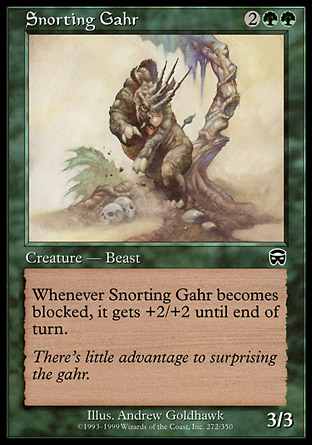 Snorting Gahr 2
Creature — Beast
Whenever Snorting Gahr becomes
blocked, it gets +2/+2 until end of
turn.
There's little advantage to surprising
the gahr.
Illus. Andrew Goldhawk
©1993-1999 Wizards of the Coast, Inc. 272/350
3/3